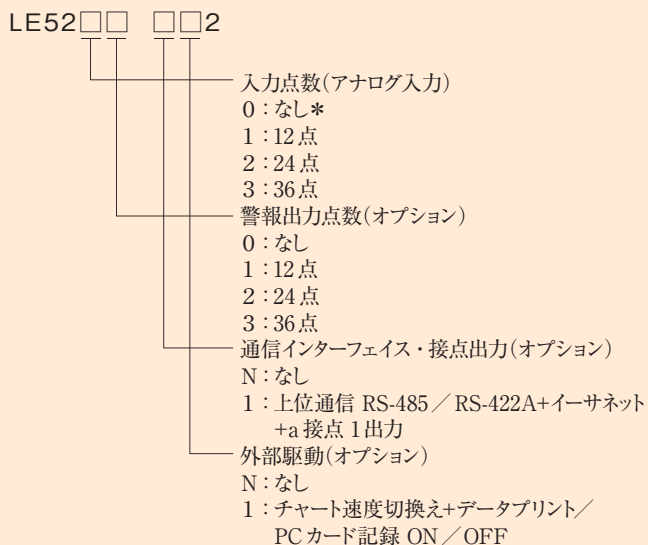 LE52□□ □□2
入力点数(アナログ入力)
0:なし*
1:12点
2:24点
3:36点
警報出力点数(オプション)
0:なし
1:12点
2:24点
3:36点
通信インターフェイス・接点出力(オプション)
N:なし
1:上位通信 RS-485/RS-422A+イーサネット
+a接点 1出力
外部駆動(オプション)
N:なし
1:チャート速度切換え+データプリント/
PCカード記録 ON/OFF